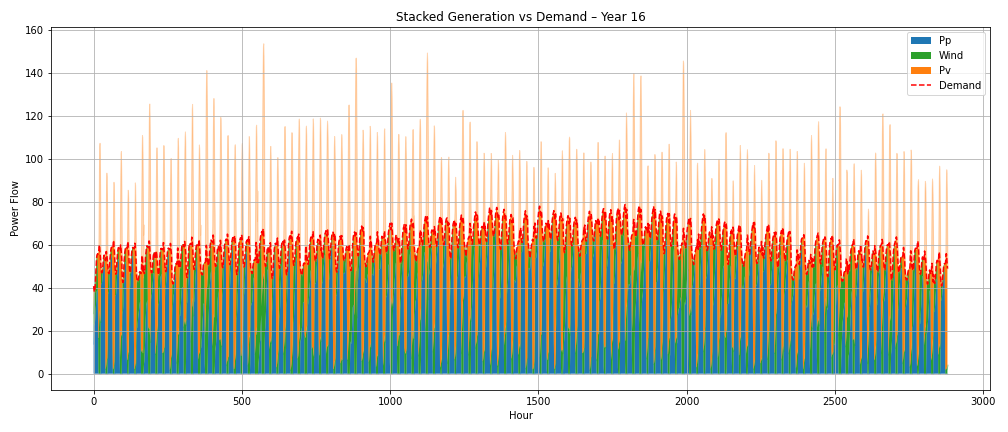 Stacked Generation vs Demand – Year 16
Power Flow
160
140
120
100
80
60
40
20
0
Pp
Wind
Pv
Demand
0
500
1000
1500
2000
2500
3000
Hour